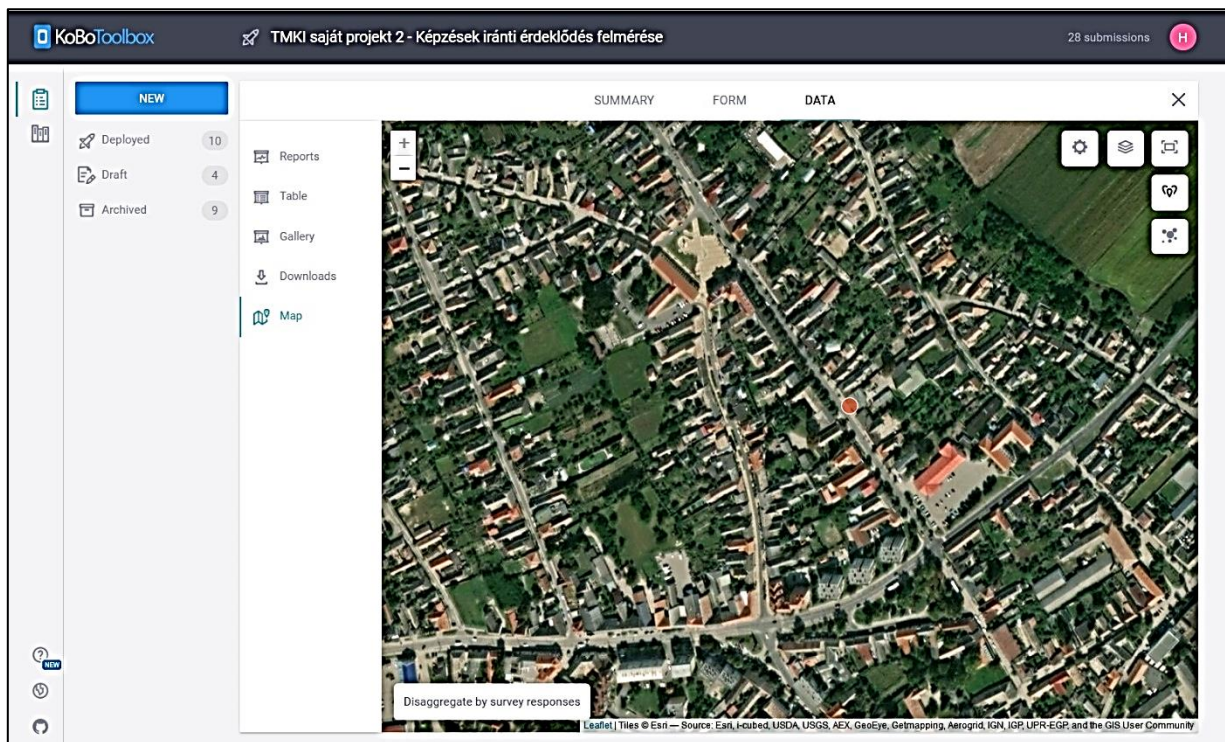 KoBoToolbox
TMKI saját projekt 2 - Képzések iránti érdeklődés felmérése
28 submissions
H
NEW
SUMMARY
FORM
DATA
Deployed
10
Draft
4
Archived
9
Reports
Table
Gallery
Downloads
Map
+
−
NEW
Disaggregate by survey responses
Leaflet | Tiles © Esri — Source: Esri, i-cubed, USDA, USGS, AEX, GeoEye, Getmapping, Aerogrid, IGN, IGP, UPR-EGP, and the GIS User Community